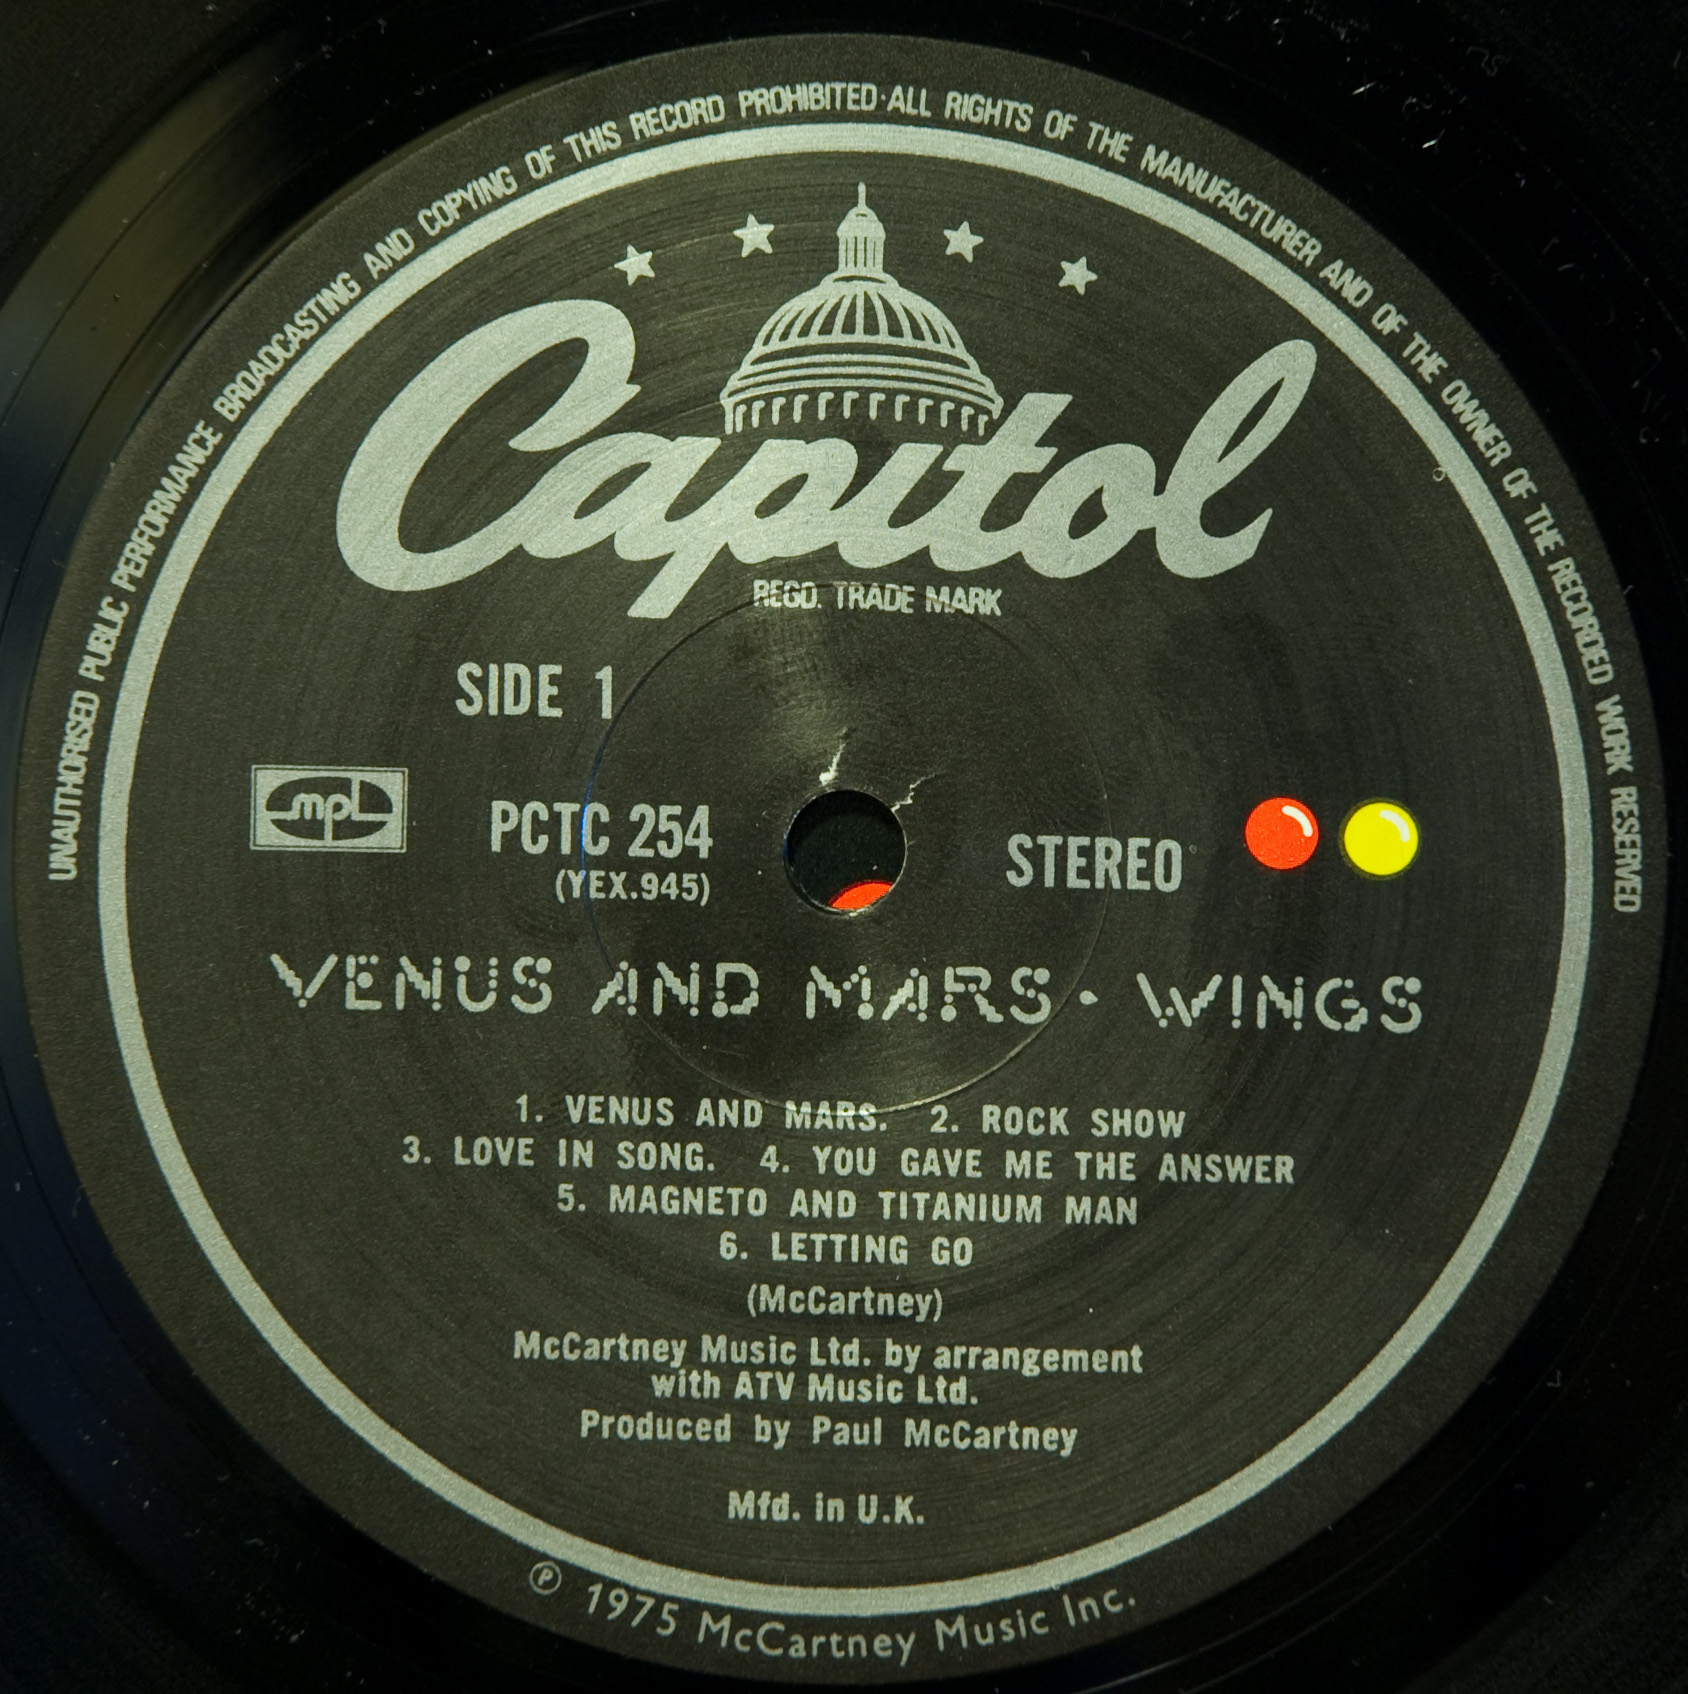 UNAUTHORISED PUBLIC PERFORMANCE BROADCASTING AND COPYING OF THIS RECORD PROHIBITED·ALL RIGHTS OF THE MANUFACTURER AND OF THE OWNER OF THE RECORDED WORK RESERVED
Capitol
REGD. TRADE MARK
SIDE 1
mpl
PCTC 254
(YEX.945)
STEREO
VENUS AND MARS · WINGS
1. VENUS AND MARS. 2. ROCK SHOW
3. LOVE IN SONG. 4. YOU GAVE ME THE ANSWER
5. MAGNETO AND TITANIUM MAN
6. LETTING GO
(McCartney)
McCartney Music Ltd. by arrangement
with ATV Music Ltd.
Produced by Paul McCartney
Mfd. in U.K.
℗ 1975 McCartney Music Inc.